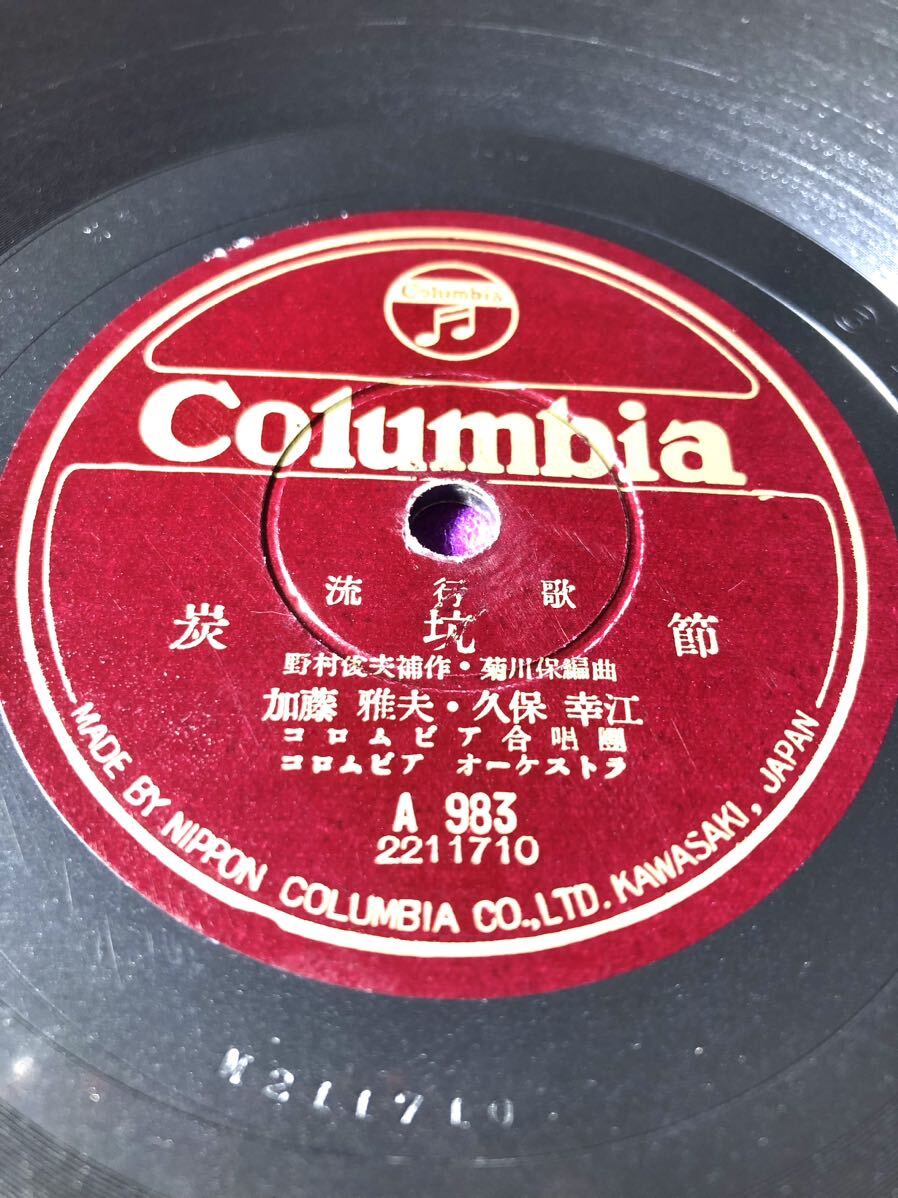 Columbia
Columbia
流行歌
炭坑節
野村俊夫補作・菊川保編曲
加藤 雅夫・久保 幸江
コロムビア合唱團
コロムビア オーケストラ
A 983
2211710
MADE BY NIPPON COLUMBIA CO.,LTD. KAWASAKI, JAPAN
M211710
3